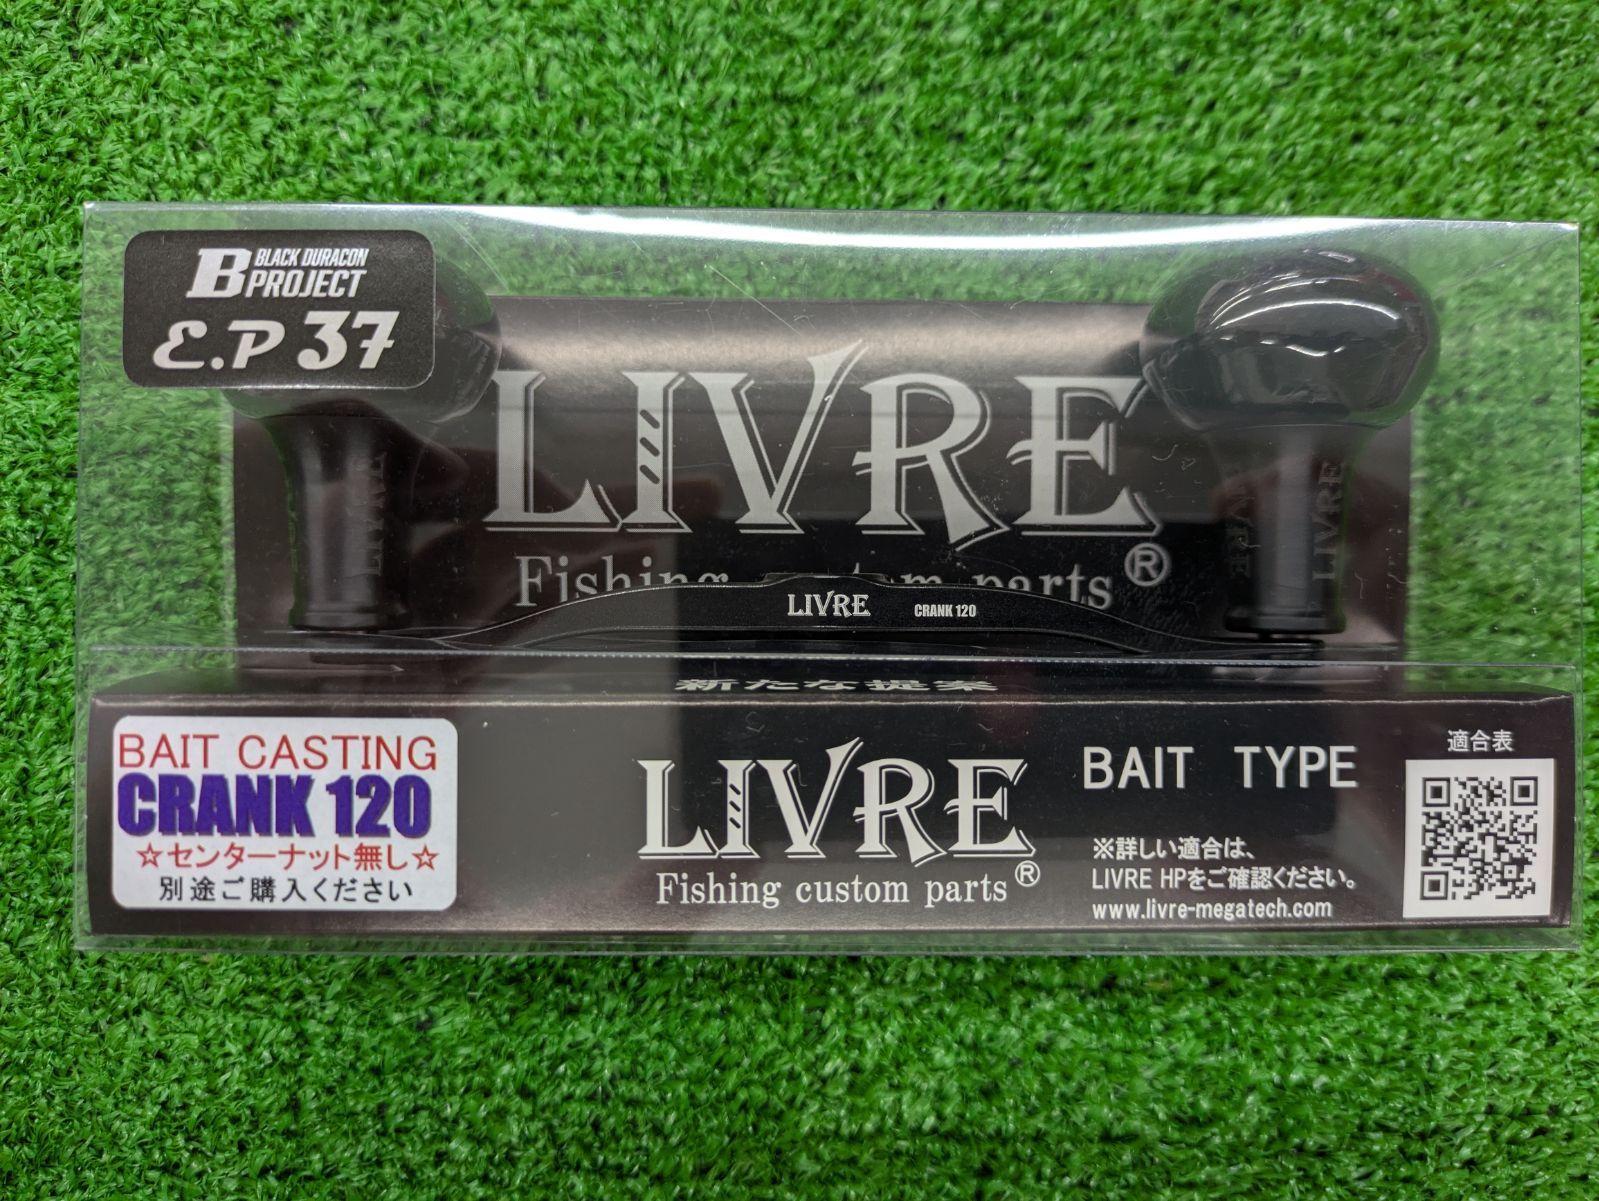 B BLACK DURACON
PROJECT
E.P 37
LIVRE
Fishing custom parts®
LIVRE
LIVRE
LIVRE
LIVRE CRANK 120
新たな提案
BAIT CASTING
CRANK 120
☆センターナット無し☆
別途ご購入ください
LIVRE
Fishing custom parts®
BAIT TYPE
※詳しい適合は、
LIVRE HPをご確認ください。
www.livre-megatech.com
適合表